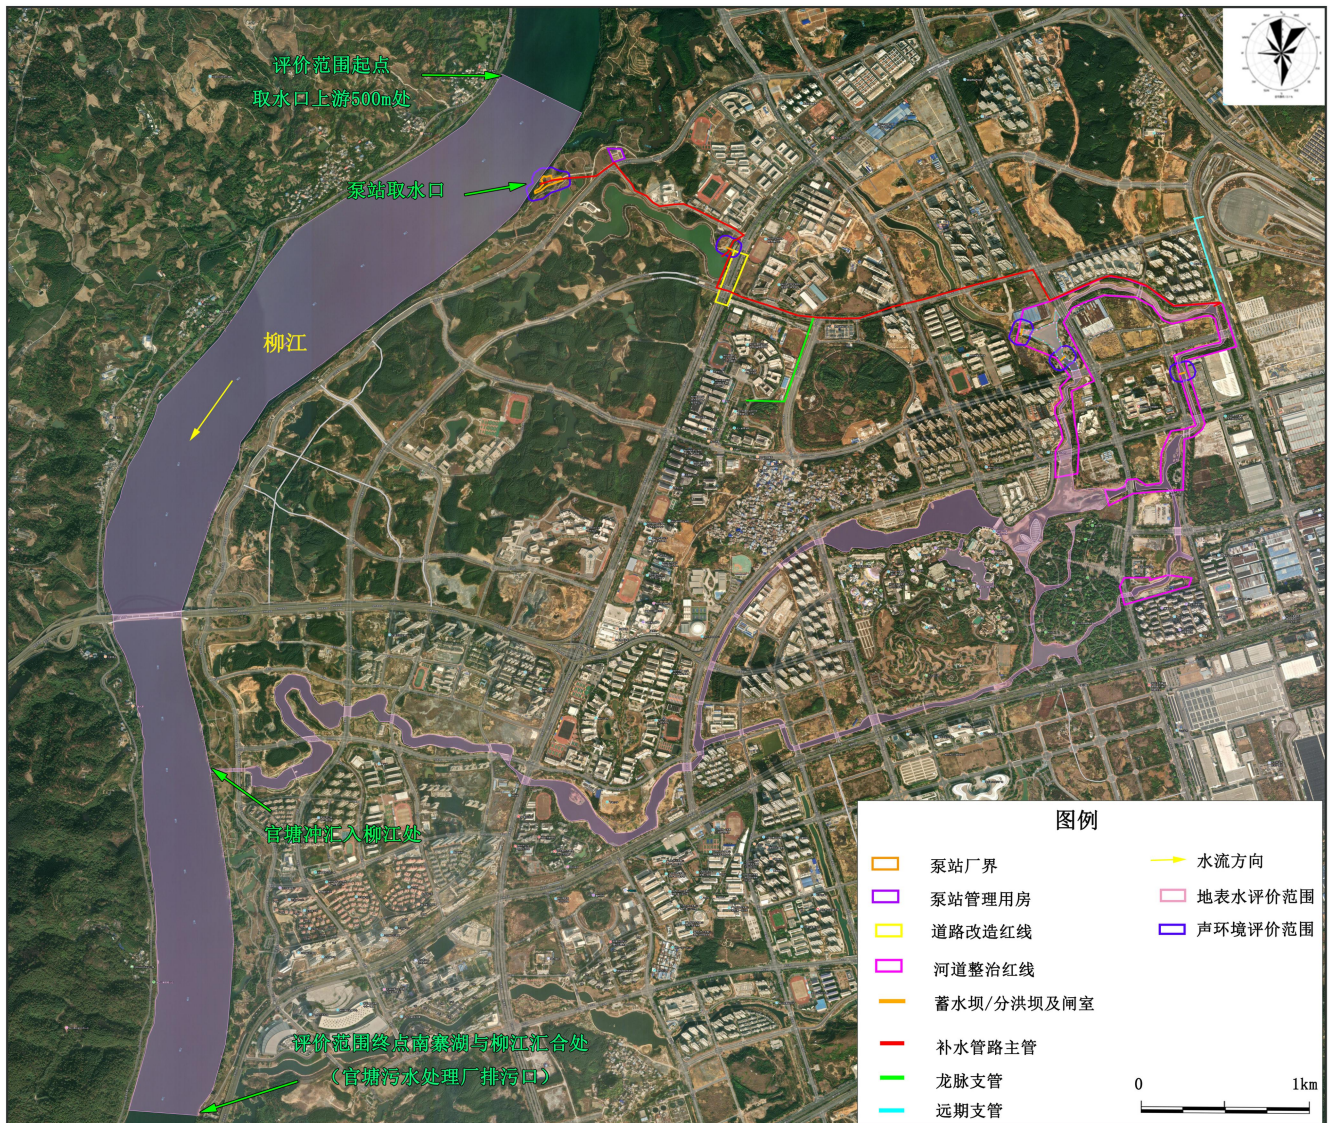 评价范围起点
取水口上游500m处
泵站取水口
柳江
官塘冲汇入柳江处
评价范围终点南寨湖与柳江汇合处
(官塘污水处理厂排污口)
图例
泵站厂界
泵站管理用房
道路改造红线
河道整治红线
蓄水坝/分洪坝及闸室
补水管路主管
龙脉支管
远期支管
水流方向
地表水评价范围
声环境评价范围
0 1km